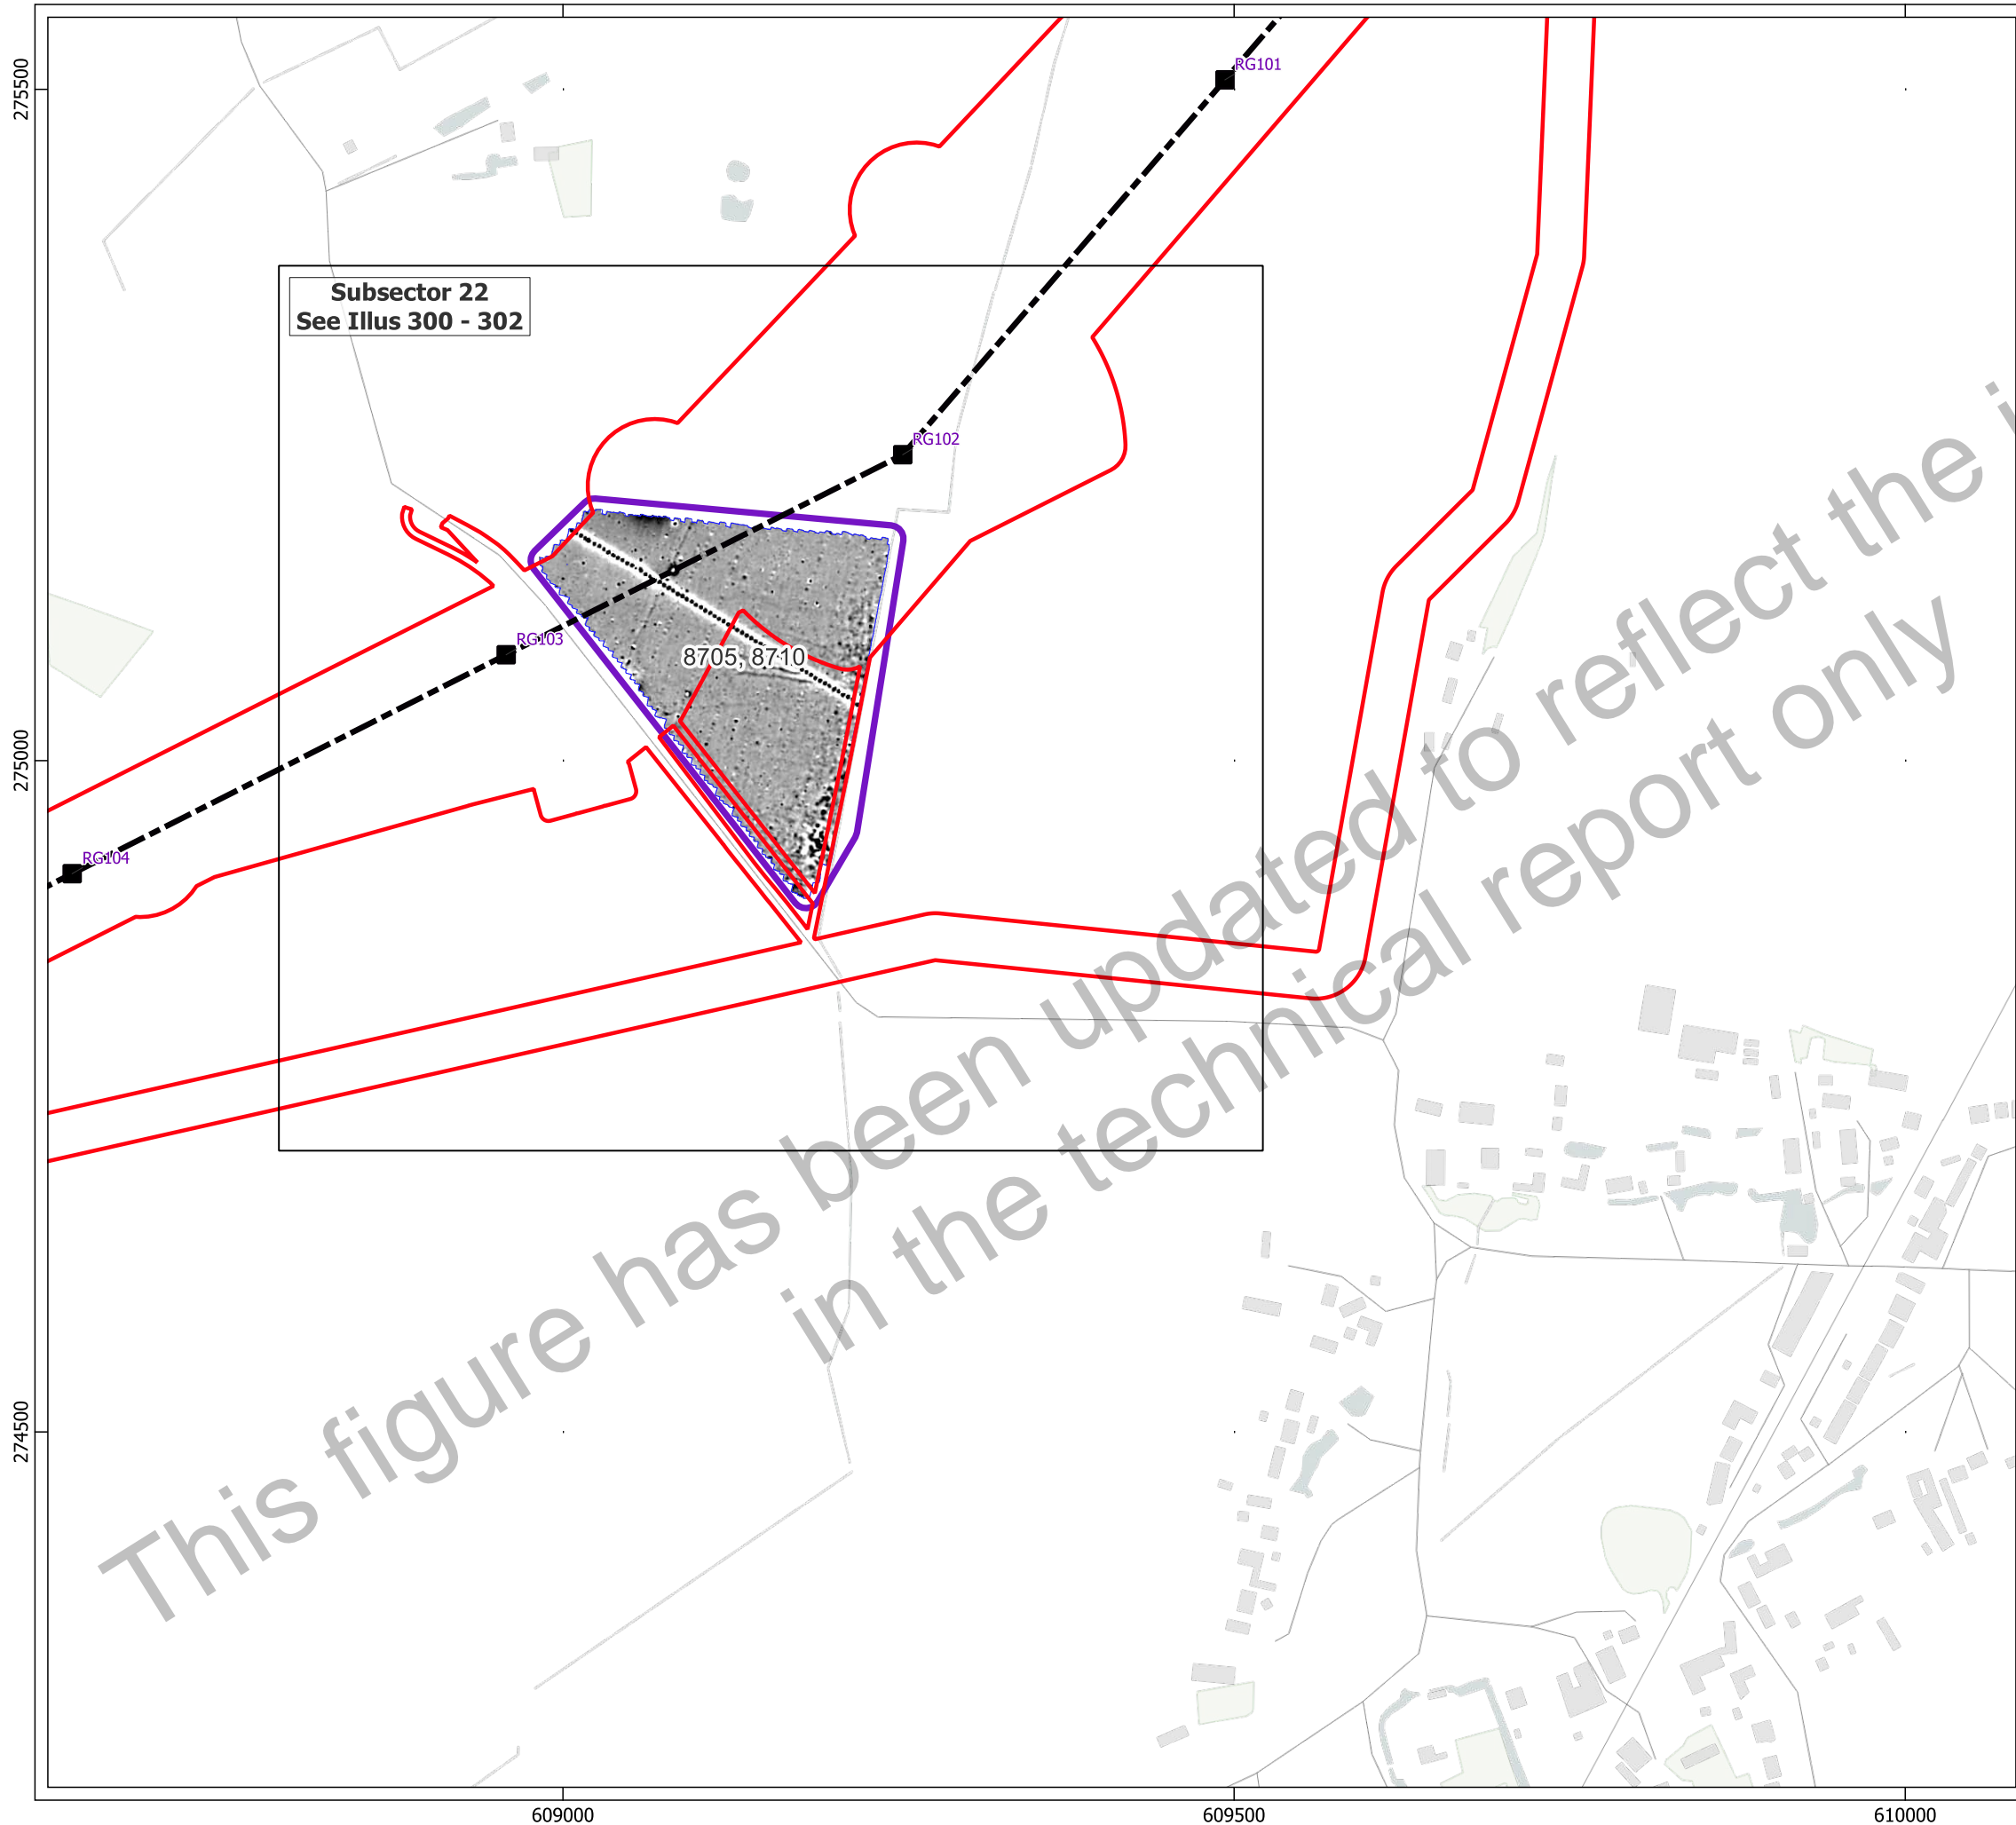 275500
275000
274500
RG101
Subsector 22
See Illus 300 - 302
RG102
RG103
8705, 8710
RG104
This figure has been updated to reflect the
in the technical report only
609000
609500
610000